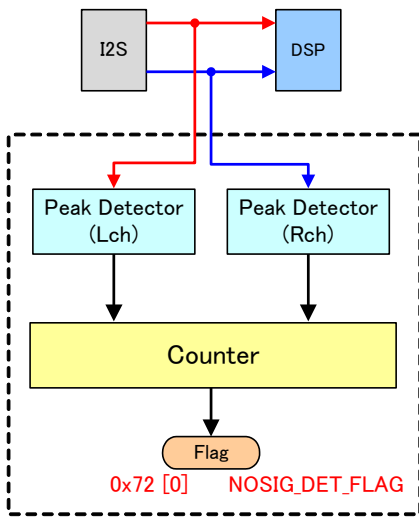 I2S
DSP
Peak Detector
(Lch)
Peak Detector
(Rch)
Counter
Flag
0x72 [0] NOSIG_DET_FLAG